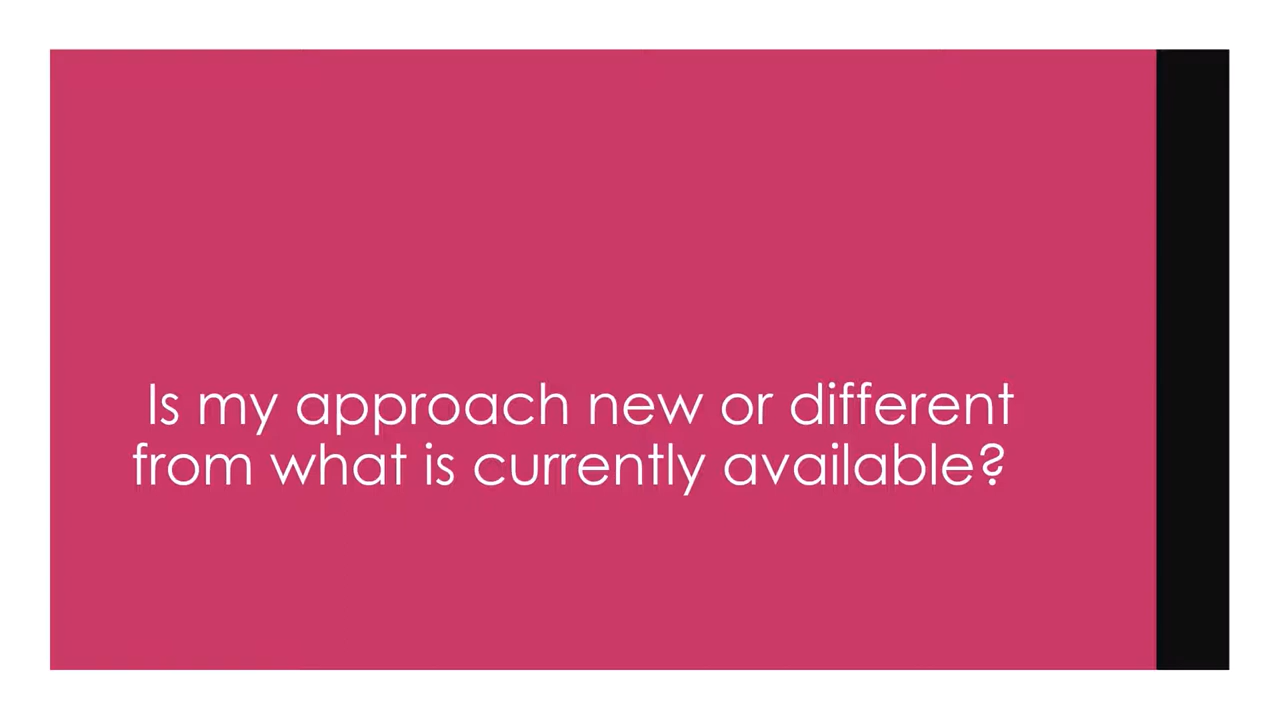 Is my approach new or different
from what is currently available?